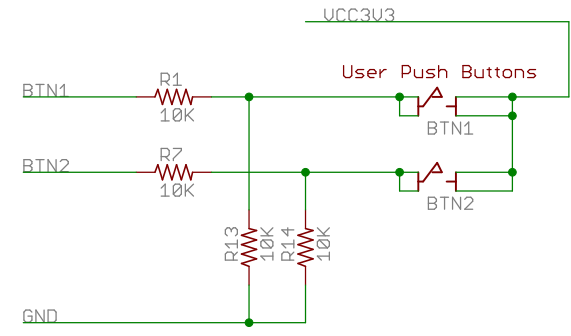 VCC3V3
User Push Buttons
BTN1
R1
10K
BTN1
BTN2
R7
10K
BTN2
R13
10K
R14
10K
GND